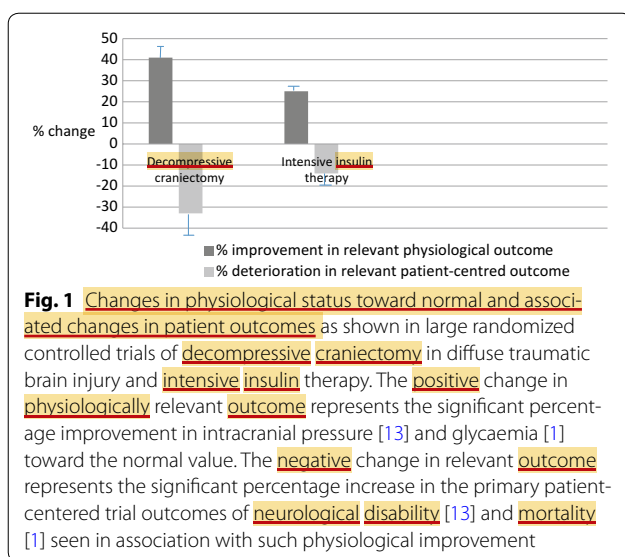 50
40
30
20
10
% change 0
-10
Decompressive Intensive insulin
craniectomy therapy
-20
-30
-40
% improvement in relevant physiological outcome
% deterioration in relevant patient-centred outcome
Fig. 1 Changes in physiological status toward normal and associ-
ated changes in patient outcomes as shown in large randomized
controlled trials of decompressive craniectomy in diffuse traumatic
brain injury and intensive insulin therapy. The positive change in
physiologically relevant outcome represents the significant percent-
age improvement in intracranial pressure [13] and glycaemia [1]
toward the normal value. The negative change in relevant outcome
represents the significant percentage increase in the primary patient-
centered trial outcomes of neurological disability [13] and mortality
[1] seen in association with such physiological improvement